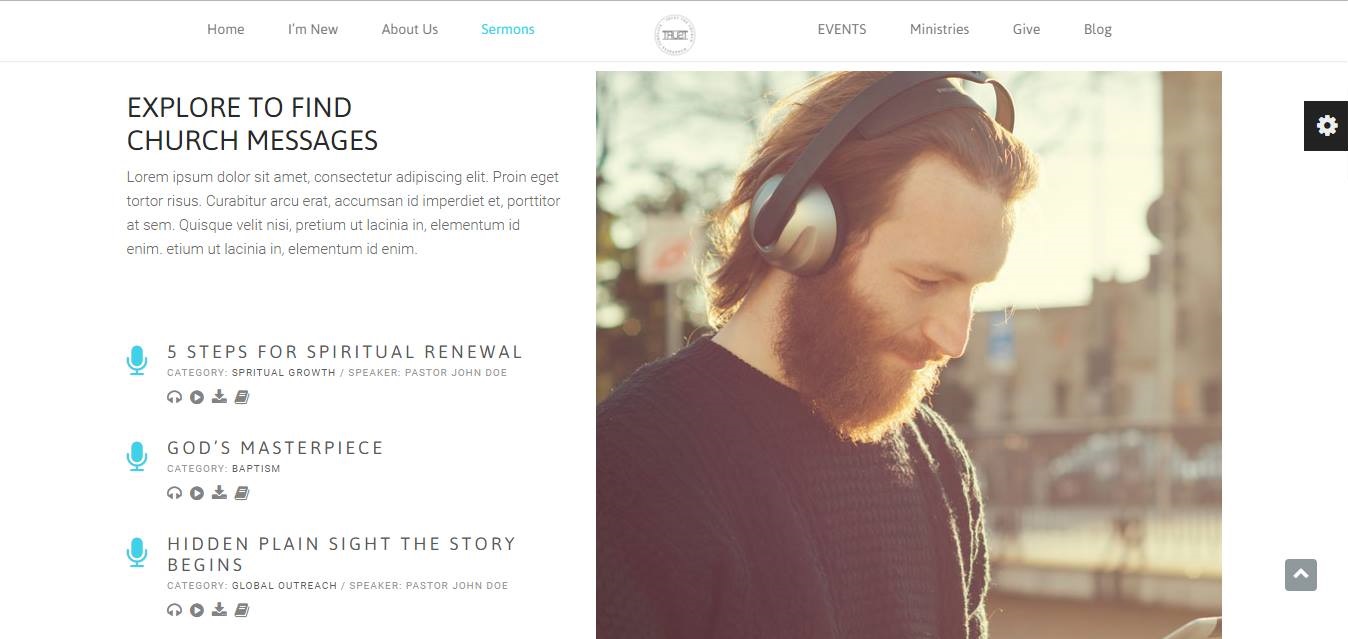 Home I'm New About Us Sermons TRUST EVENTS Ministries Give Blog
EXPLORE TO FIND
CHURCH MESSAGES
Lorem ipsum dolor sit amet, consectetur adipiscing elit. Proin eget
tortor risus. Curabitur arcu erat, accumsan id imperdiet et, porttitor
at sem. Quisque velit nisi, pretium ut lacinia in, elementum id
enim. etium ut lacinia in, elementum id enim.
5 STEPS FOR SPIRITUAL RENEWAL
CATEGORY: SPRITUAL GROWTH / SPEAKER: PASTOR JOHN DOE
GOD'S MASTERPIECE
CATEGORY: BAPTISM
HIDDEN PLAIN SIGHT THE STORY
BEGINS
CATEGORY: GLOBAL OUTREACH / SPEAKER: PASTOR JOHN DOE